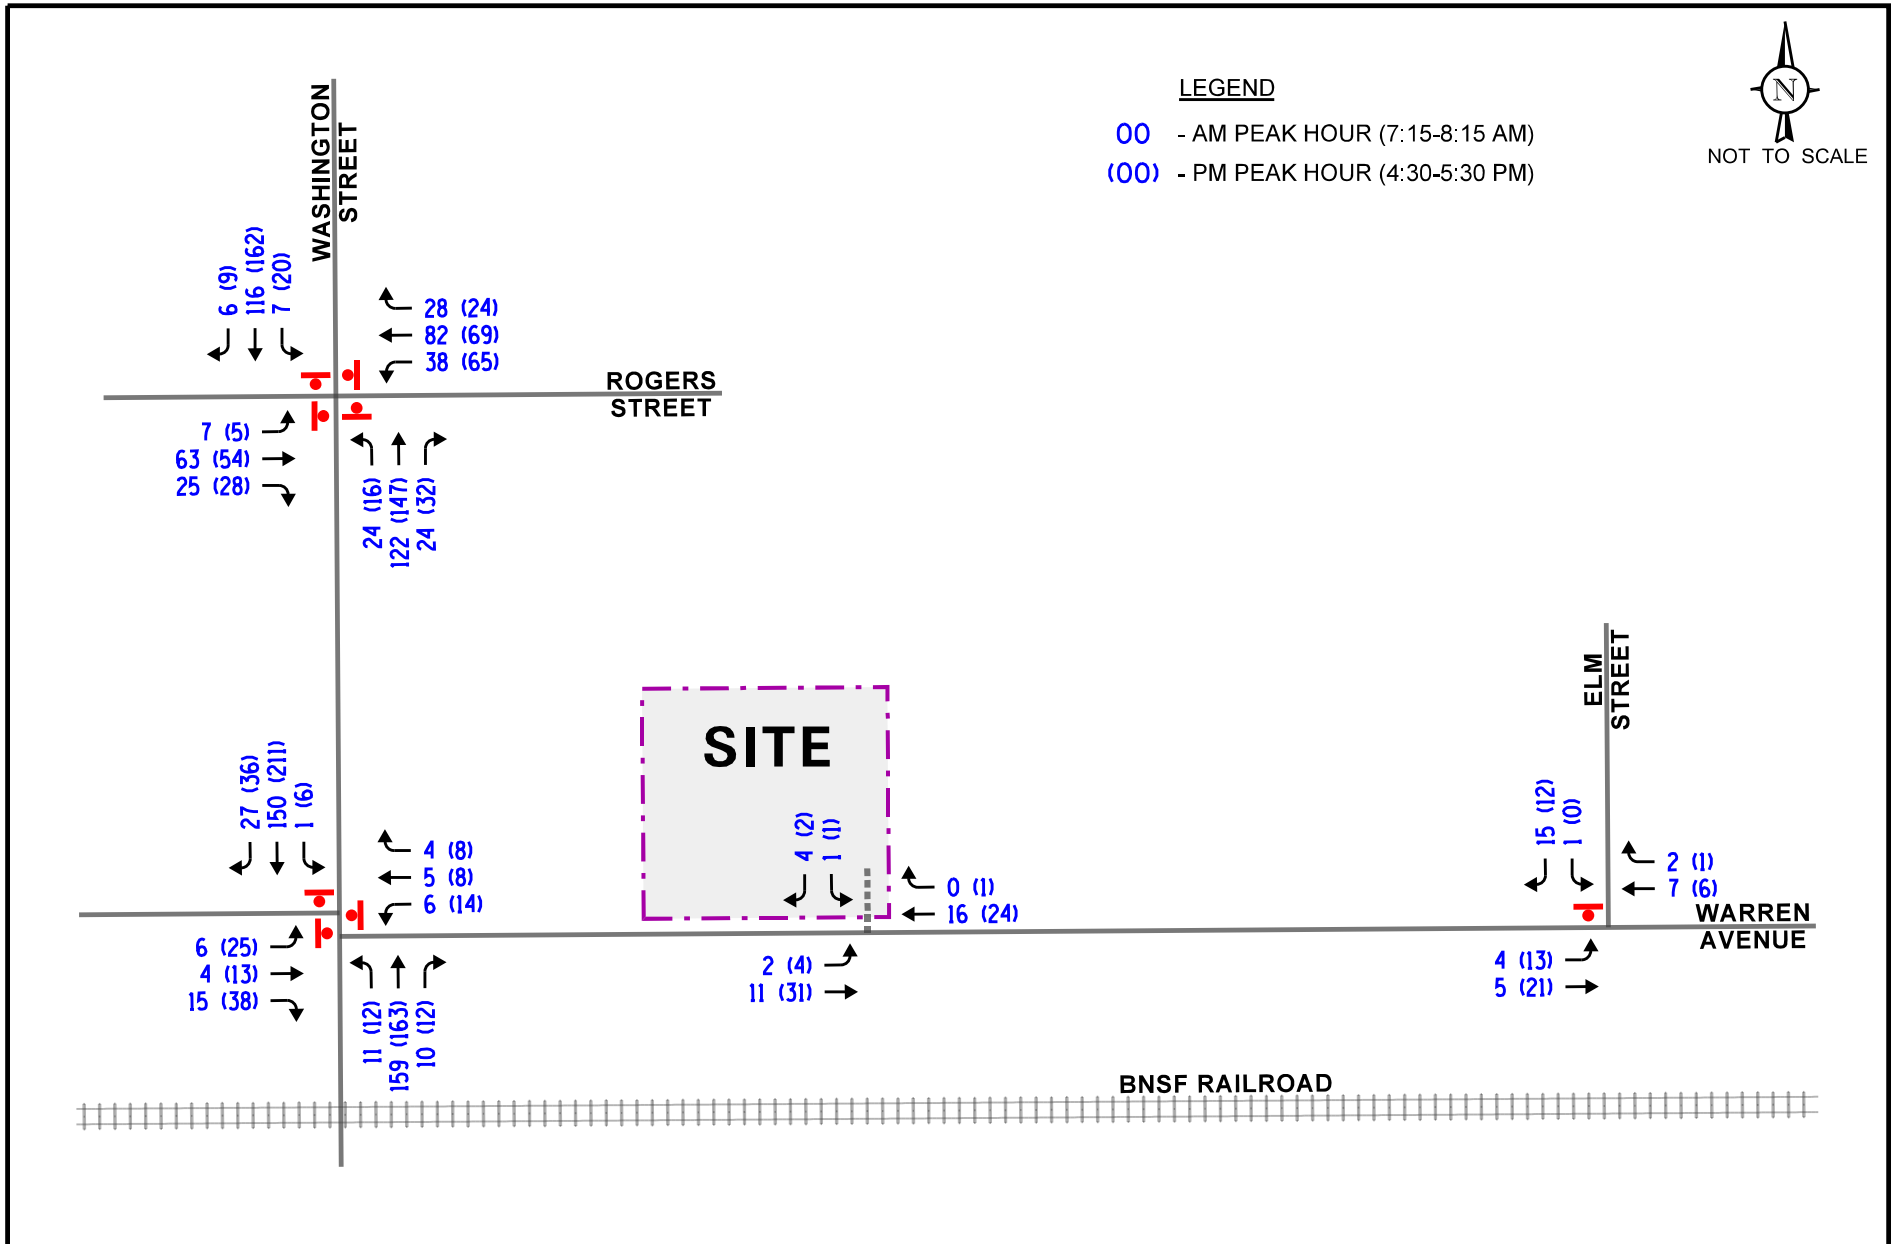 LEGEND
00 - AM PEAK HOUR (7:15-8:15 AM)
(00) - PM PEAK HOUR (4:30-5:30 PM)
N
NOT TO SCALE
WASHINGTON
STREET
6 (9)
116 (162)
7 (20)
28 (24)
82 (69)
38 (65)
ROGERS
STREET
7 (5)
63 (54)
25 (28)
24 (16)
122 (147)
24 (32)
SITE
ELM
STREET
27 (36)
150 (211)
1 (6)
4 (8)
5 (8)
6 (14)
4 (2)
1 (1)
0 (1)
16 (24)
15 (12)
1 (0)
2 (1)
7 (6)
WARREN
AVENUE
6 (25)
4 (13)
15 (38)
11 (12)
159 (163)
10 (12)
2 (4)
11 (31)
4 (13)
5 (21)
BNSF RAILROAD